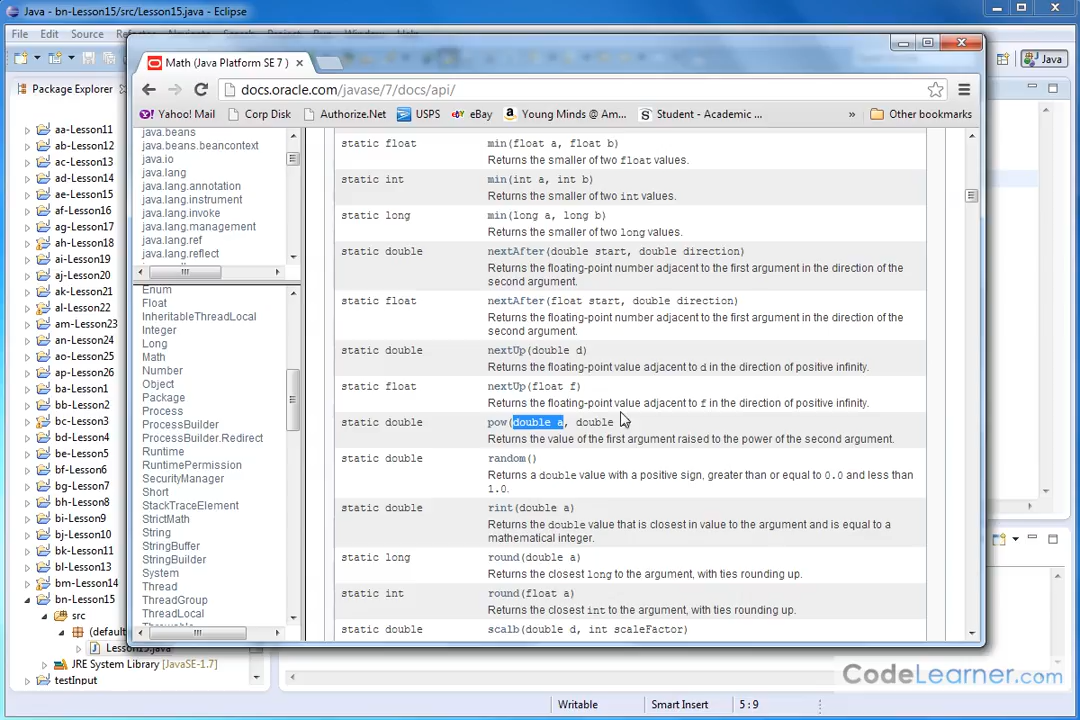 Java - bn-Lesson15/src/Lesson15.java - Eclipse
File Edit Source
Math (Java Platform SE 7 )
Java
Package Explorer
docs.oracle.com/javase/7/docs/api/
Yahoo! Mail Corp Disk Authorize.Net USPS eBay Young Minds @ Am... Student - Academic ... » Other bookmarks
aa-Lesson11
ab-Lesson12
ac-Lesson13
ad-Lesson14
ae-Lesson15
af-Lesson16
ag-Lesson17
ah-Lesson18
ai-Lesson19
aj-Lesson20
ak-Lesson21
al-Lesson22
am-Lesson23
an-Lesson24
ao-Lesson25
ap-Lesson26
ba-Lesson1
bb-Lesson2
bc-Lesson3
bd-Lesson4
be-Lesson5
bf-Lesson6
bg-Lesson7
bh-Lesson8
bi-Lesson9
bj-Lesson10
bk-Lesson11
bl-Lesson13
bm-Lesson14
bn-Lesson15
src
(default
Lesson15.java
JRE System Library [JavaSE-1.7]
testInput
java.beans
java.beans.beancontext
java.io
java.lang
java.lang.annotation
java.lang.instrument
java.lang.invoke
java.lang.management
java.lang.ref
java.lang.reflect
Enum
Float
InheritableThreadLocal
Integer
Long
Math
Number
Object
Package
Process
ProcessBuilder
ProcessBuilder.Redirect
Runtime
RuntimePermission
SecurityManager
Short
StackTraceElement
StrictMath
String
StringBuffer
StringBuilder
System
Thread
ThreadGroup
ThreadLocal
static float min(float a, float b)
Returns the smaller of two float values.
static int min(int a, int b)
Returns the smaller of two int values.
static long min(long a, long b)
Returns the smaller of two long values.
static double nextAfter(double start, double direction)
Returns the floating-point number adjacent to the first argument in the direction of the
second argument.
static float nextAfter(float start, double direction)
Returns the floating-point number adjacent to the first argument in the direction of the
second argument.
static double nextUp(double d)
Returns the floating-point value adjacent to d in the direction of positive infinity.
static float nextUp(float f)
Returns the floating-point value adjacent to f in the direction of positive infinity.
static double pow(double a, double
Returns the value of the first argument raised to the power of the second argument.
static double random()
Returns a double value with a positive sign, greater than or equal to 0.0 and less than
1.0.
static double rint(double a)
Returns the double value that is closest in value to the argument and is equal to a
mathematical integer.
static long round(double a)
Returns the closest long to the argument, with ties rounding up.
static int round(float a)
Returns the closest int to the argument, with ties rounding up.
static double scalb(double d, int scaleFactor)
CodeLearner.com
Writable Smart Insert 5 : 9